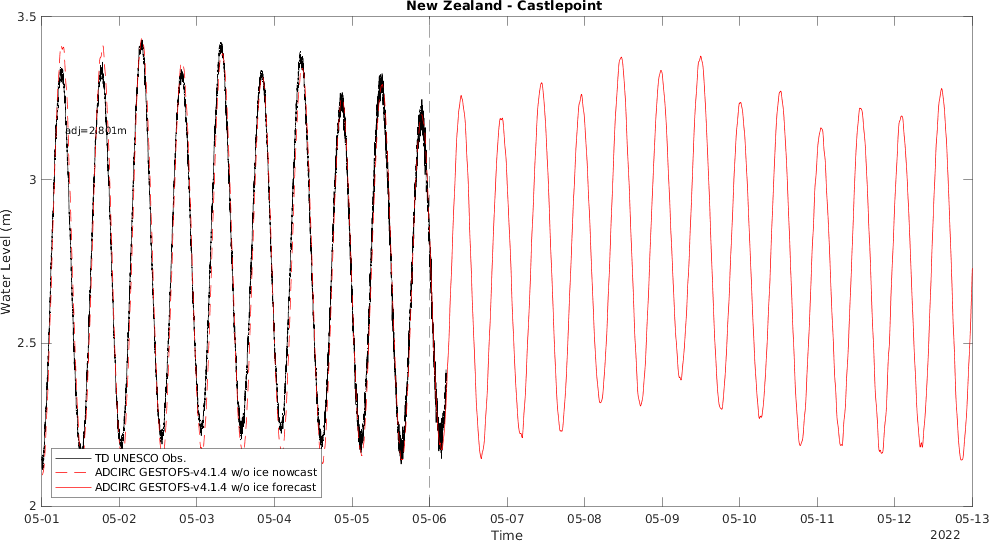 New Zealand - Castlepoint
3.5
3
2.5
2
Water Level (m)
adj=2.801m
TD UNESCO Obs.
ADCIRC GESTOFS-v4.1.4 w/o ice nowcast
ADCIRC GESTOFS-v4.1.4 w/o ice forecast
05-01 05-02 05-03 05-04 05-05 05-06 05-07 05-08 05-09 05-10 05-11 05-12 05-13
Time
2022